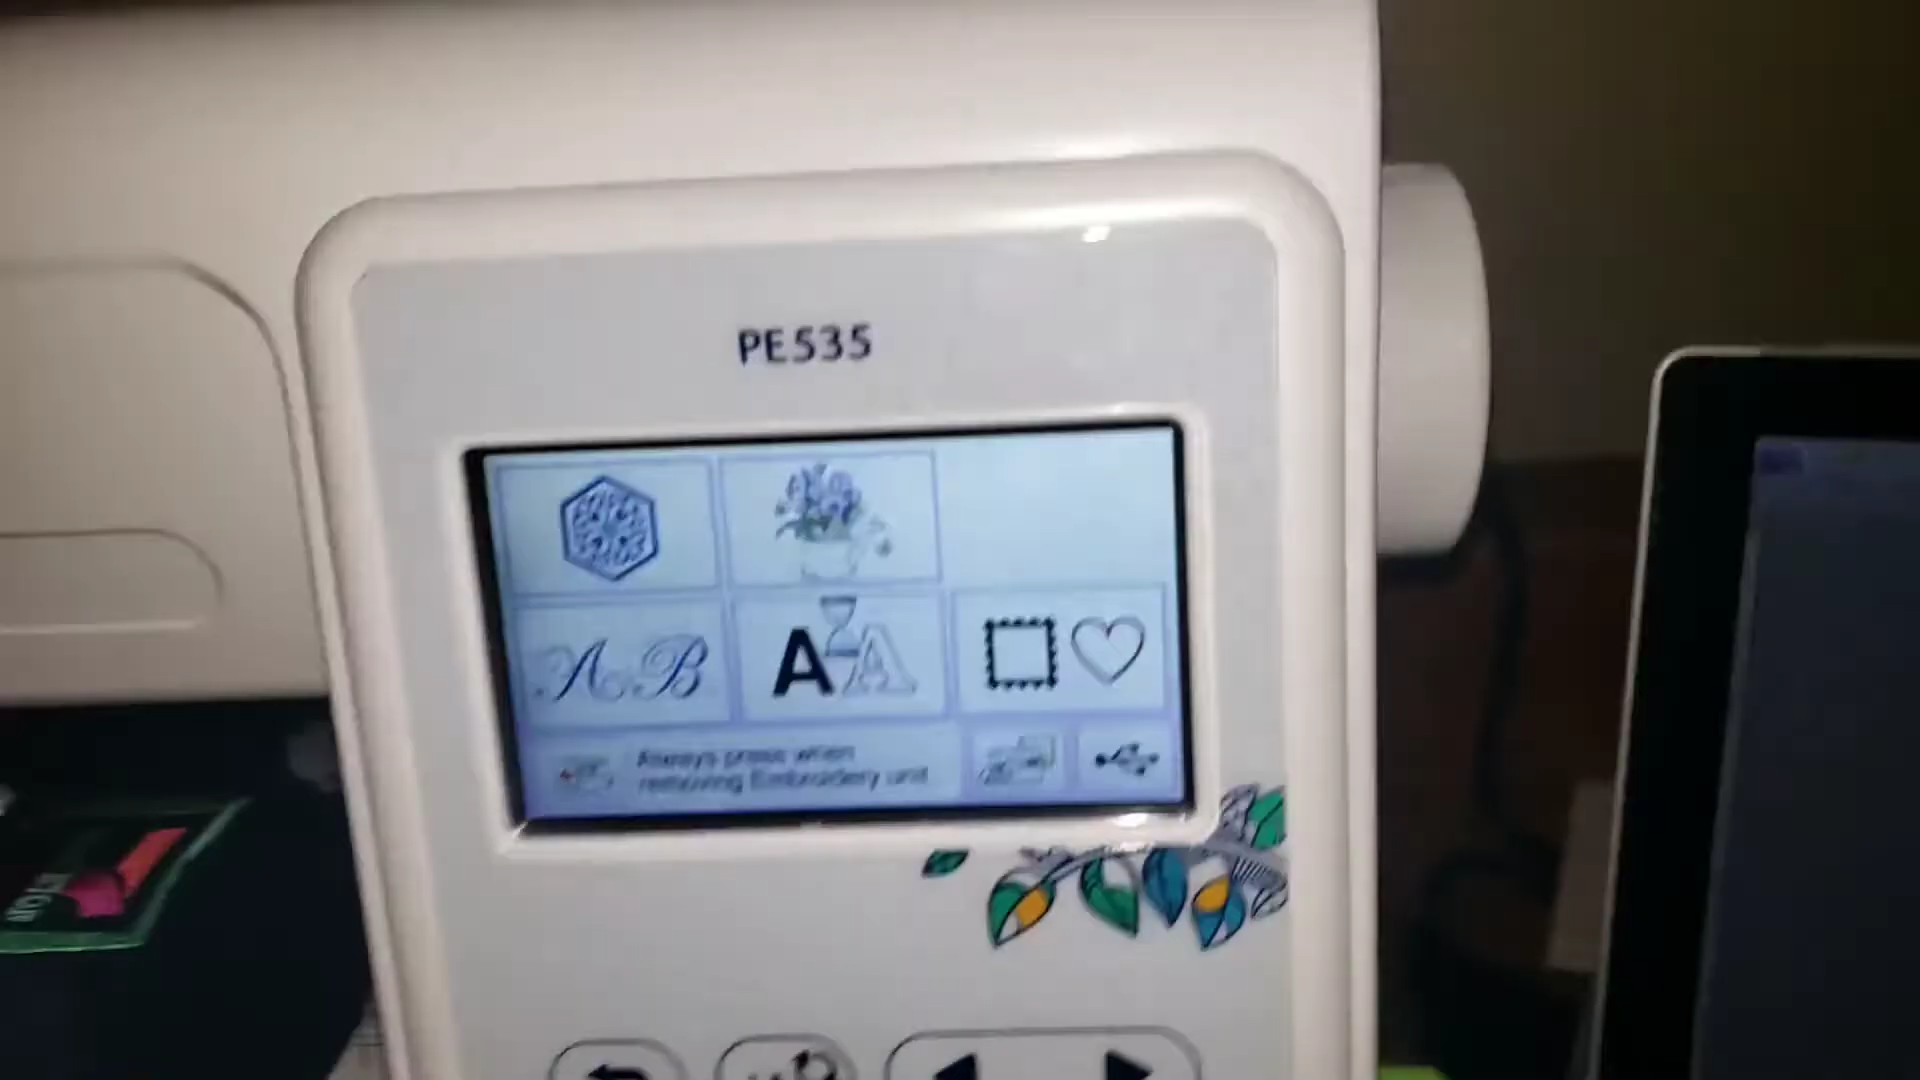 PE535
A B
A A
Always press when
removing Embroidery unit